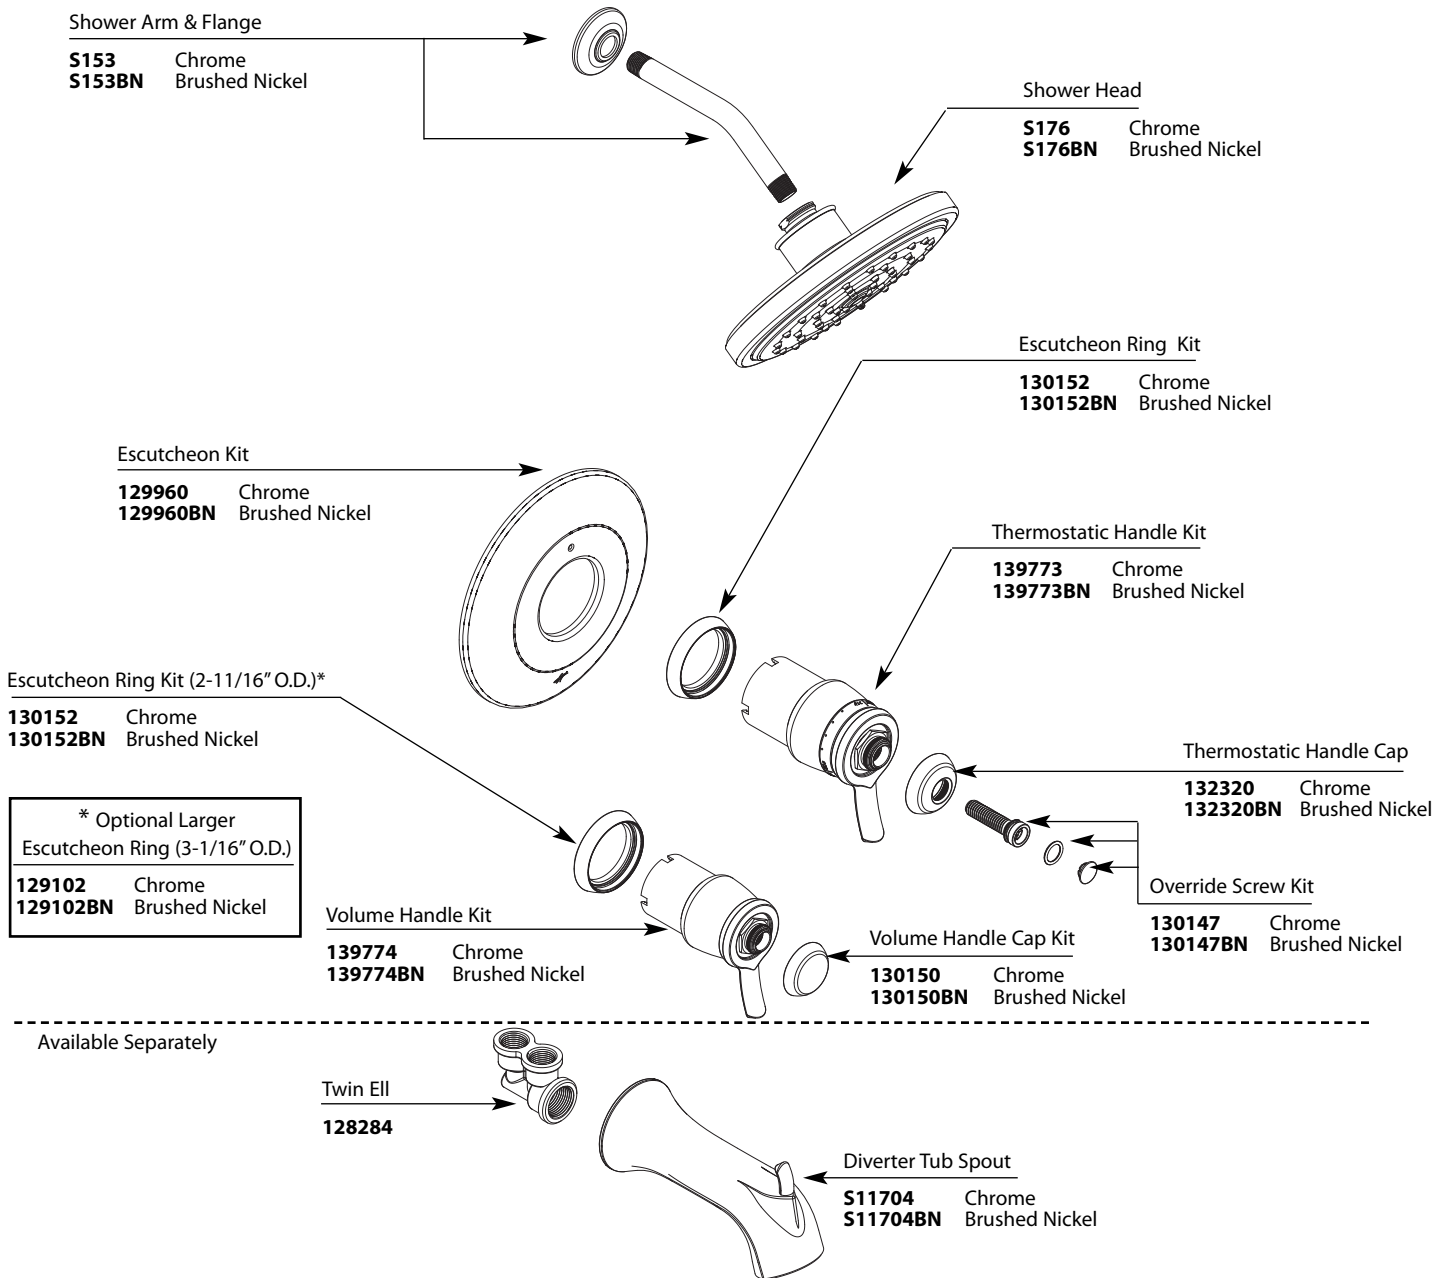 Shower Arm & Flange
S153 Chrome
S153BN Brushed Nickel
Shower Head
S176 Chrome
S176BN Brushed Nickel
Escutcheon Ring Kit
130152 Chrome
130152BN Brushed Nickel
Escutcheon Kit
129960 Chrome
129960BN Brushed Nickel
Thermostatic Handle Kit
139773 Chrome
139773BN Brushed Nickel
Escutcheon Ring Kit (2-11/16” O.D.)*
130152 Chrome
130152BN Brushed Nickel
Thermostatic Handle Cap
132320 Chrome
132320BN Brushed Nickel
* Optional Larger
Escutcheon Ring (3-1/16” O.D.)
129102 Chrome
129102BN Brushed Nickel
Override Screw Kit
130147 Chrome
130147BN Brushed Nickel
Volume Handle Kit
139774 Chrome
139774BN Brushed Nickel
Volume Handle Cap Kit
130150 Chrome
130150BN Brushed Nickel
Available Separately
Twin Ell
128284
Diverter Tub Spout
S11704 Chrome
S11704BN Brushed Nickel